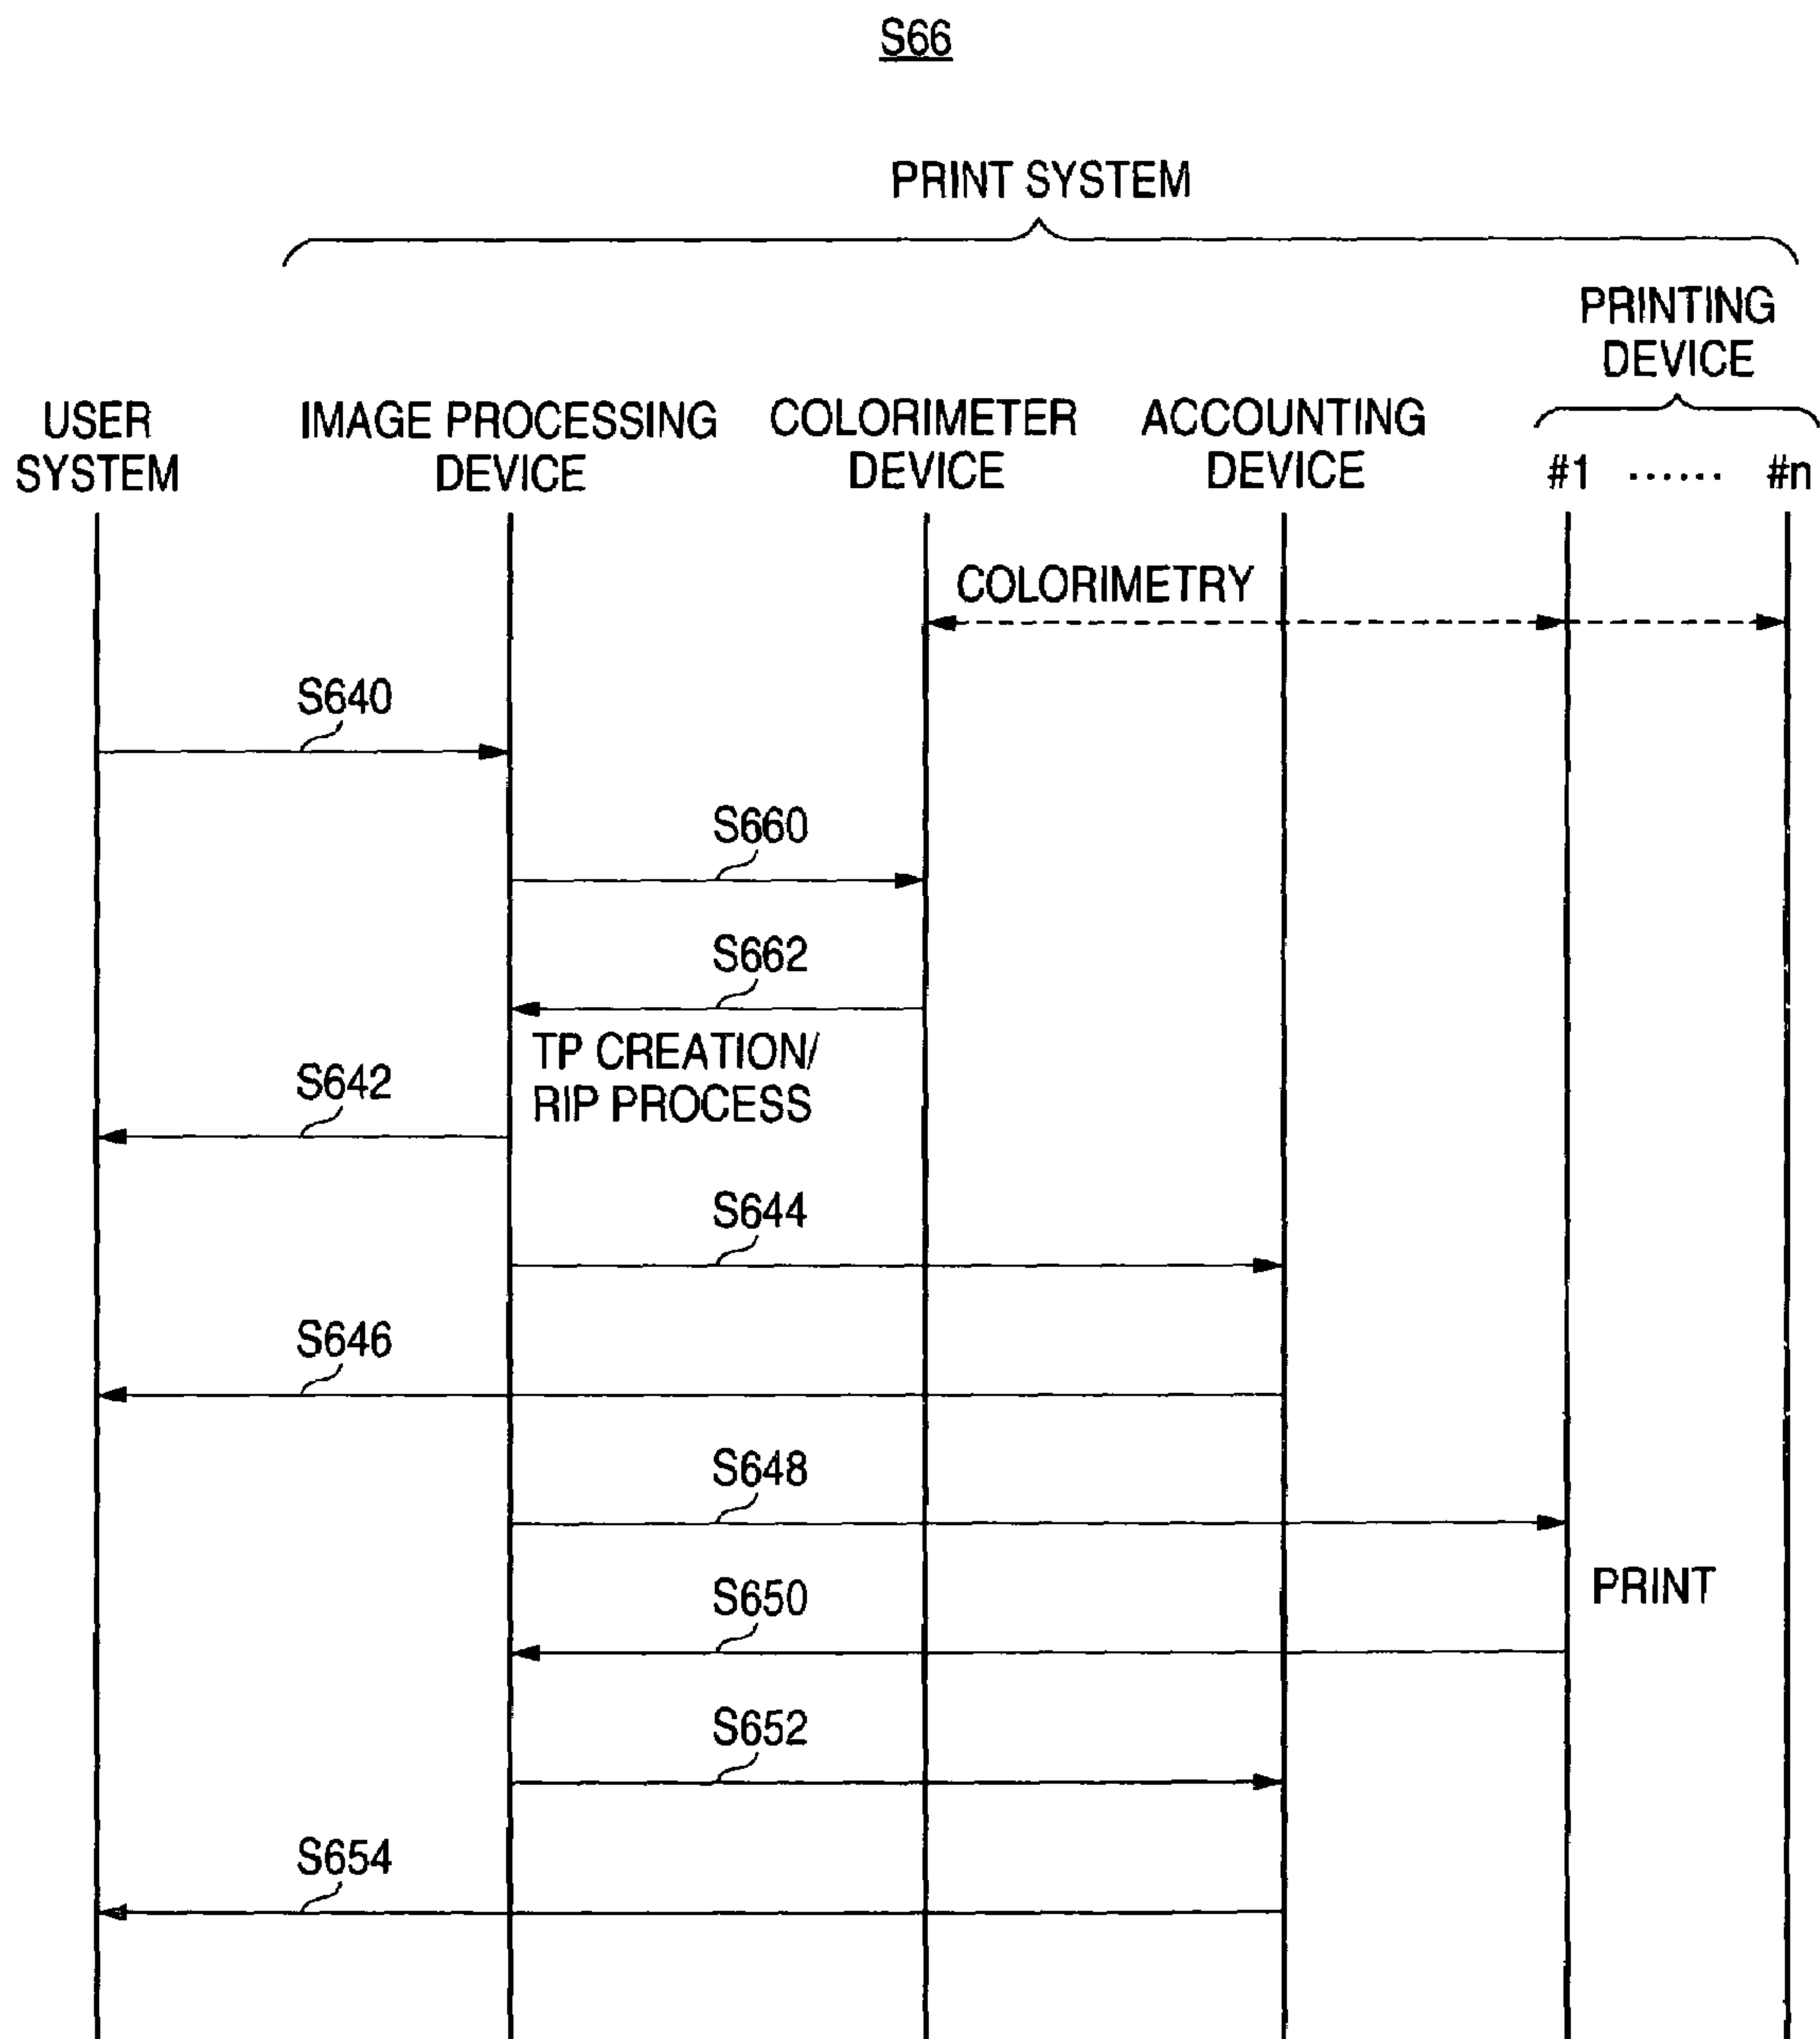 S66
PRINT SYSTEM
PRINTING
DEVICE
USER
SYSTEM
IMAGE PROCESSING
DEVICE
COLORIMETER
DEVICE
ACCOUNTING
DEVICE
#1 ...... #n
COLORIMETRY
S640
S660
S662
TP CREATION/
RIP PROCESS
S642
S644
S646
S648
PRINT
S650
S652
S654